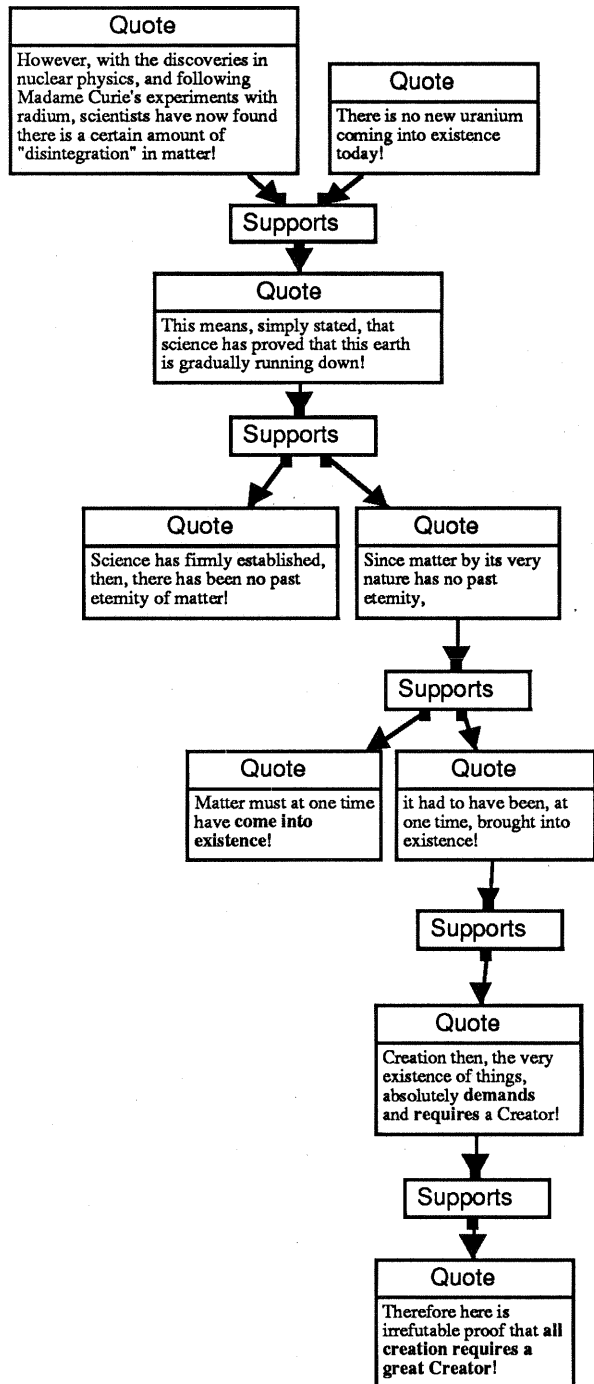 Quote
However, with the discoveries in
nuclear physics, and following
Madame Curie's experiments with
radium, scientists have now found
there is a certain amount of
"disintegration" in matter!
Quote
There is no new uranium
coming into existence
today!
Supports
Quote
This means, simply stated, that
science has proved that this earth
is gradually running down!
Supports
Quote
Science has firmly established,
then, there has been no past
eternity of matter!
Quote
Since matter by its very
nature has no past
eternity,
Supports
Quote
Matter must at one time
have come into
existence!
Quote
it had to have been, at
one time, brought into
existence!
Supports
Quote
Creation then, the very
existence of things,
absolutely demands
and requires a Creator!
Supports
Quote
Therefore here is
irrefutable proof that all
creation requires a
great Creator!